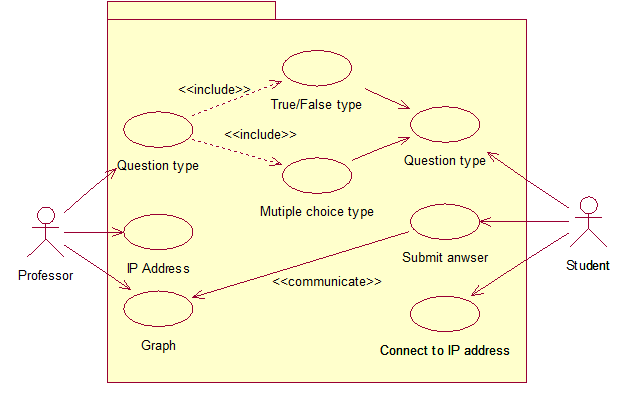 <<include>>
True/False type
<<include>>
Question type
Question type
Mutiple choice type
Professor
IP Address
Submit anwser
Student
<<communicate>>
Graph
Connect to IP address